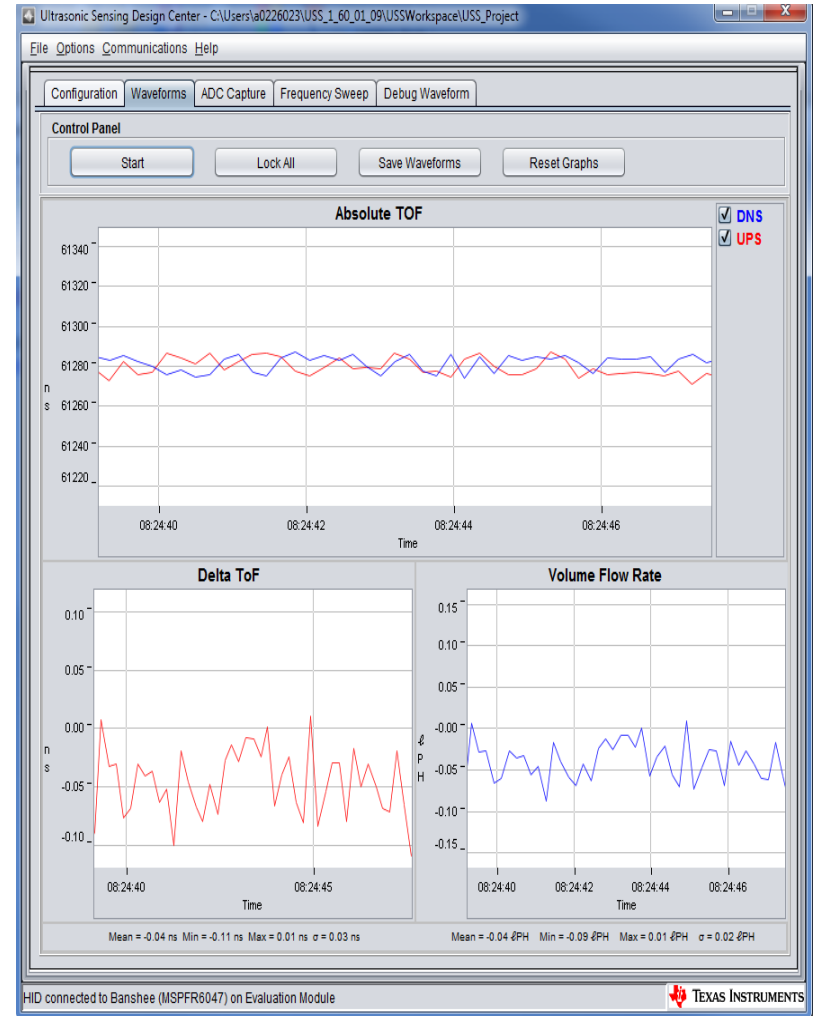 Ultrasonic Sensing Design Center - C:\Users\a0226023\USS_1_60_01_09\USSWorkspace\USS_Project
File Options Communications Help
Configuration Waveforms ADC Capture Frequency Sweep Debug Waveform
Control Panel
Start Lock All Save Waveforms Reset Graphs
Absolute TOF
DNS
UPS
61340
61320
61300
61280
61260
61240
61220
n
s
08:24:40 08:24:42 08:24:44 08:24:46
Time
Delta ToF
0.10
0.05
0.00
-0.05
-0.10
n
s
08:24:40 08:24:45
Time
Mean = -0.04 ns Min = -0.11 ns Max = 0.01 ns σ = 0.03 ns
Volume Flow Rate
0.15
0.10
0.05
-0.00
-0.05
-0.10
-0.15
ℓ
P
H
08:24:40 08:24:42 08:24:44 08:24:46
Time
Mean = -0.04 ℓPH Min = -0.09 ℓPH Max = 0.01 ℓPH σ = 0.02 ℓPH
HID connected to Banshee (MSPFR6047) on Evaluation Module
TEXAS INSTRUMENTS